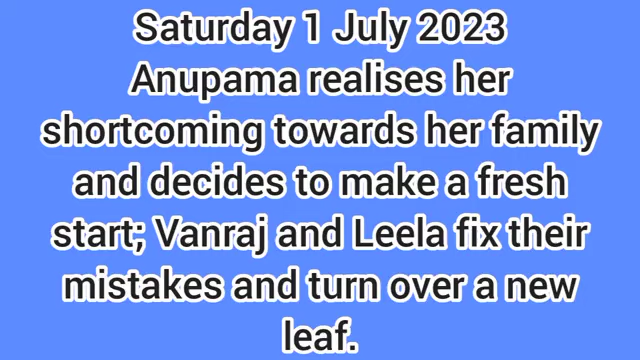 Saturday 1 July 2023
Anupama realises her
shortcoming towards her family
and decides to make a fresh
start; Vanraj and Leela fix their
mistakes and turn over a new
leaf.